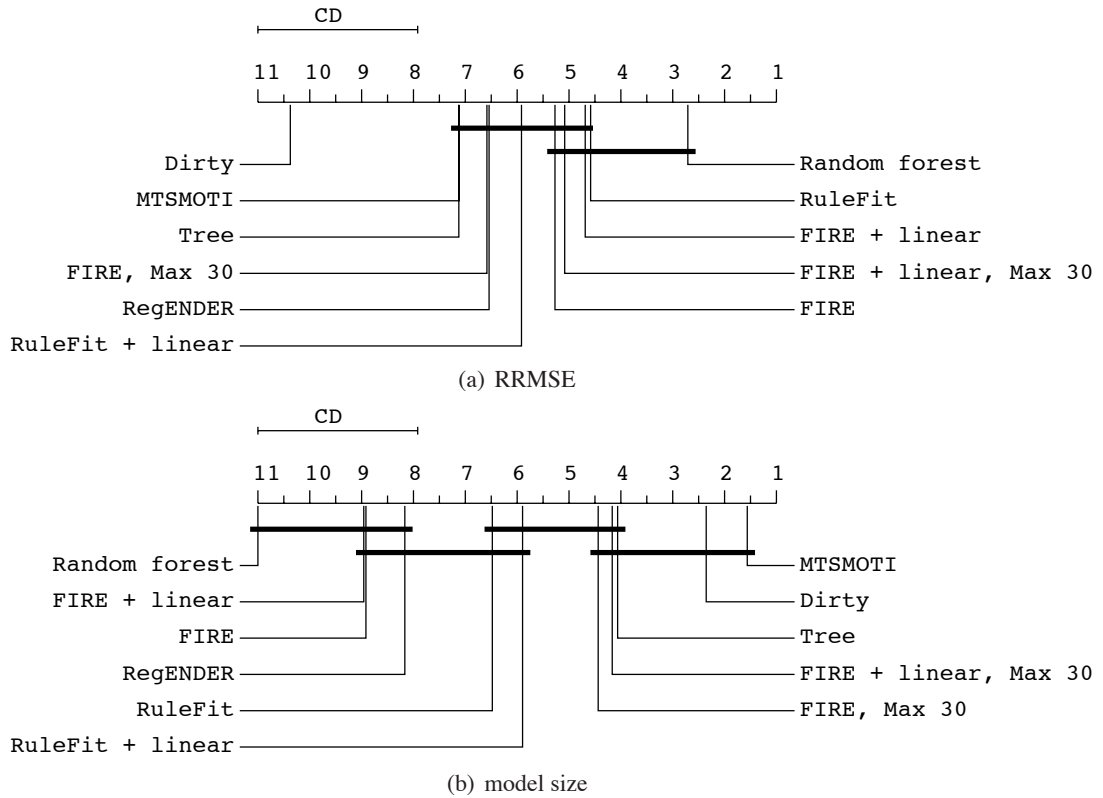 CD
11 10 9 8 7 6 5 4 3 2 1
Dirty Random forest
MTSMOTI RuleFit
Tree FIRE + linear
FIRE, Max 30 FIRE + linear, Max 30
RegENDER FIRE
RuleFit + linear
(a) RRMSE
CD
11 10 9 8 7 6 5 4 3 2 1
Random forest MTSMOTI
FIRE + linear Dirty
FIRE Tree
RegENDER FIRE + linear, Max 30
RuleFit FIRE, Max 30
RuleFit + linear
(b) model size